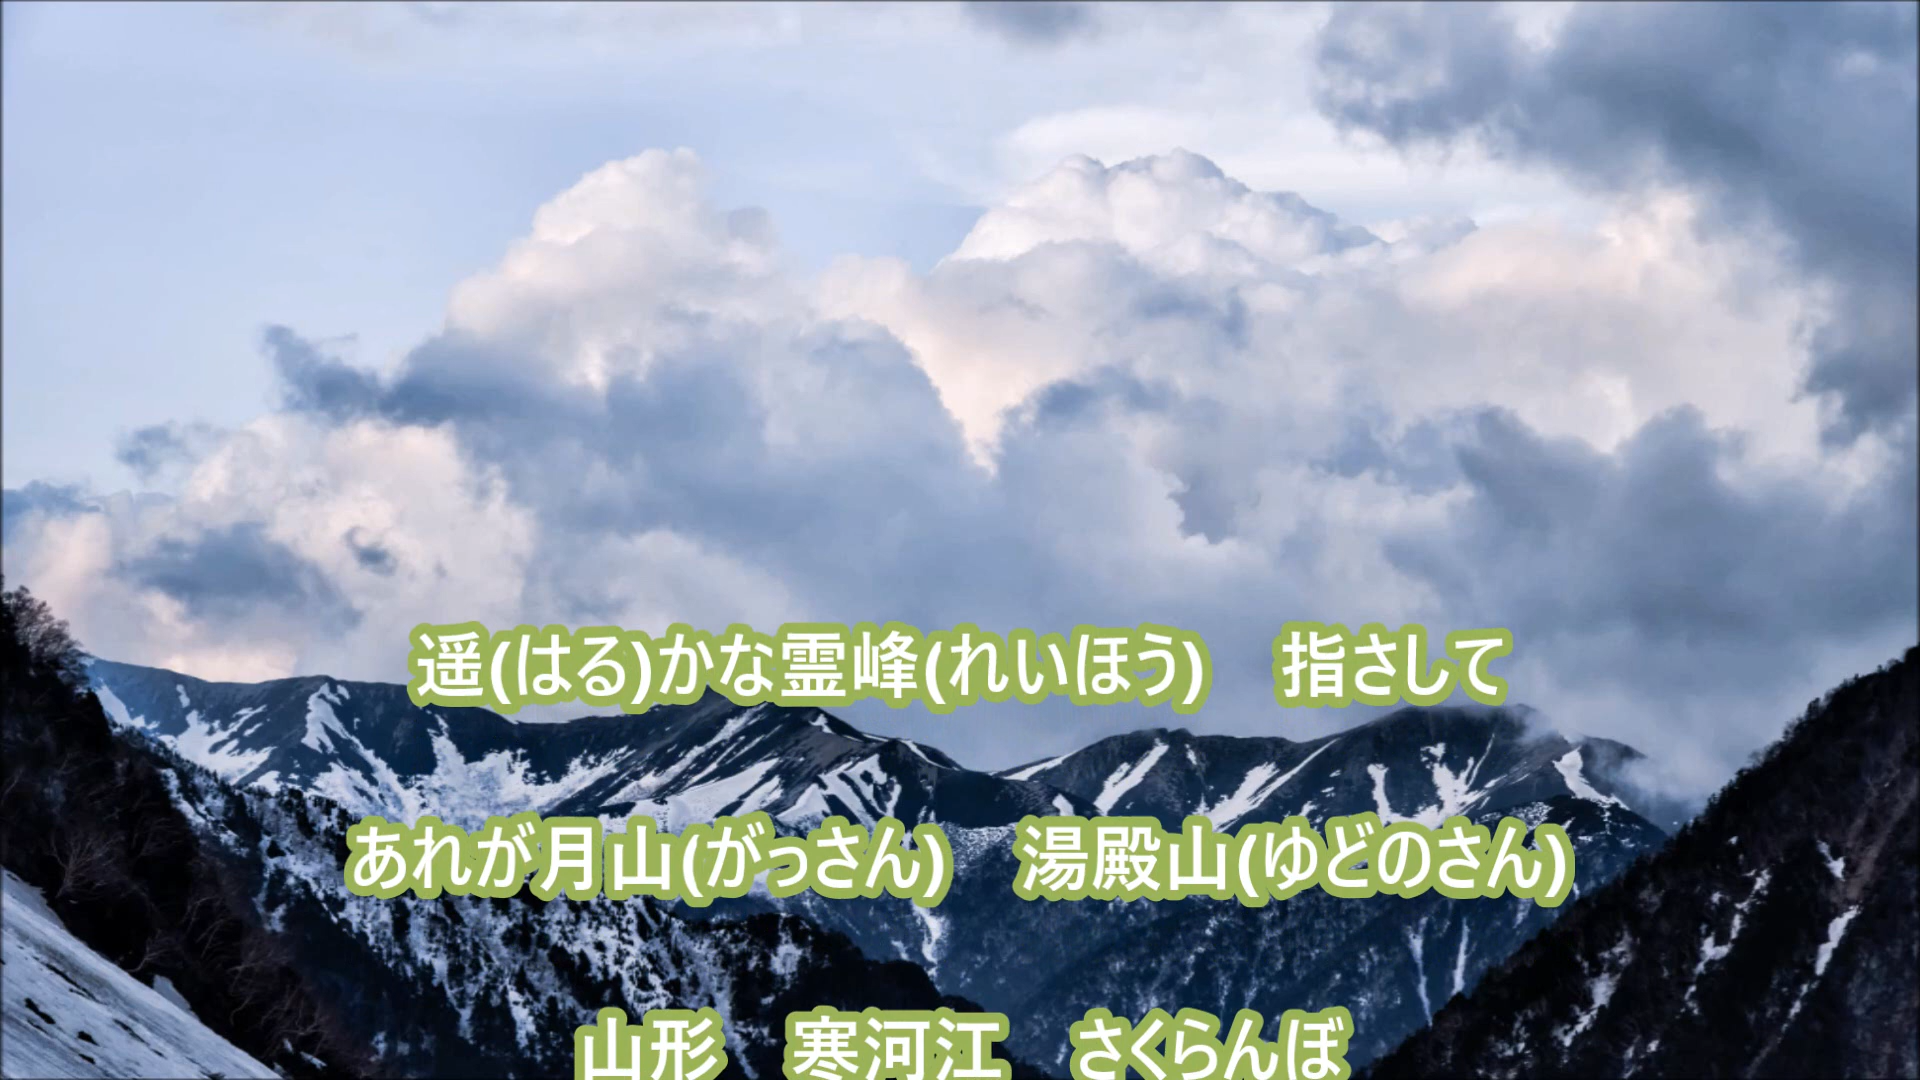 遥(はる)かな霊峰(れいほう)　指さして
あれが月山(がっさん)　湯殿山(ゆどのさん)
山形　寒河江　さくらんぼ